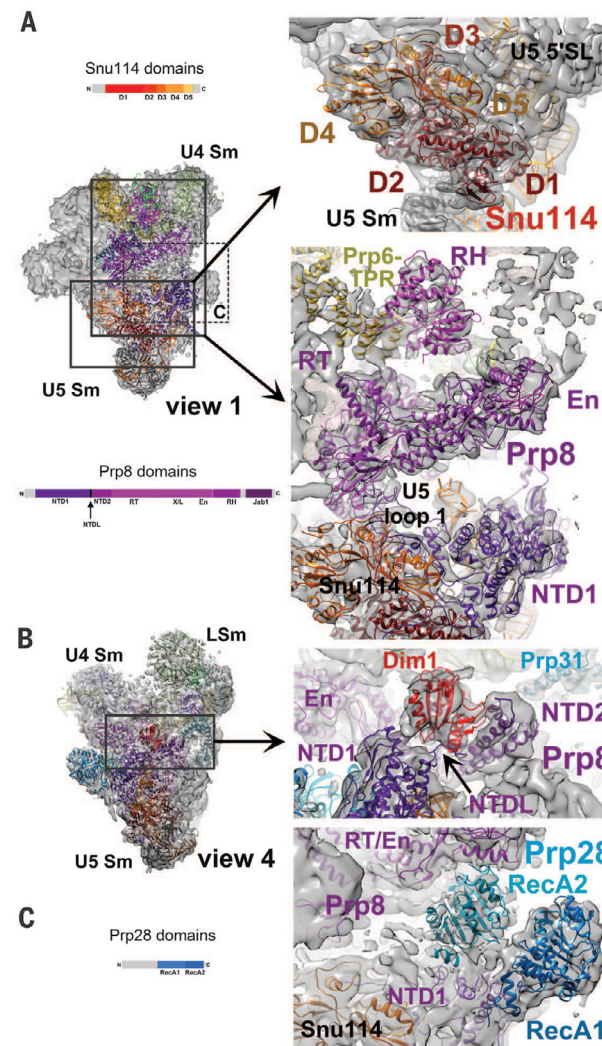 A
Snu114 domains
N
C
D1 D2 D3 D4 D5
U4 Sm
C
U5 Sm
view 1
D3
U5 5'SL
D5
D4
D2
D1
U5 Sm
Snu114
Prp6-
TPR
RH
RT
En
Prp8
U5
loop 1
Snu114
NTD1
Prp8 domains
N
C
NTD1 NTD2 RT X/L En RH Jab1
NTDL
B
U4 Sm
LSm
U5 Sm
view 4
Dim1
Prp31
En
NTD2
NTD1
Prp8
NTDL
C
Prp28 domains
N
C
RecA1 RecA2
RT/En
Prp28
RecA2
Prp8
NTD1
Snu114
RecA1